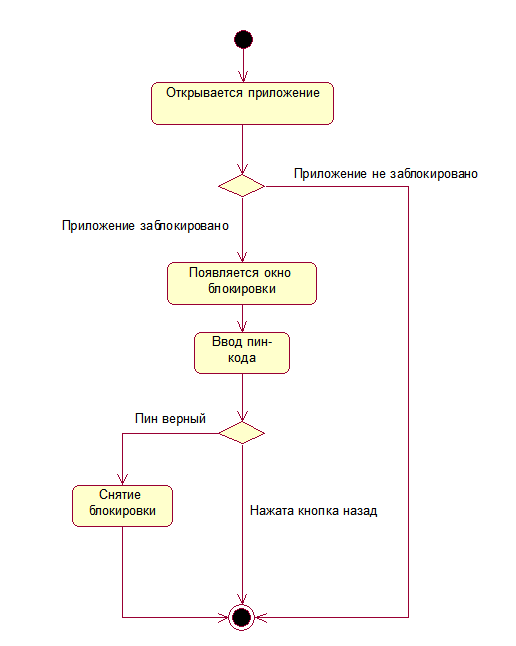 Открывается приложение
Приложение не заблокировано
Приложение заблокировано
Появляется окно
блокировки
Ввод пин-
кода
Пин верный
Снятие
блокировки
Нажата кнопка назад